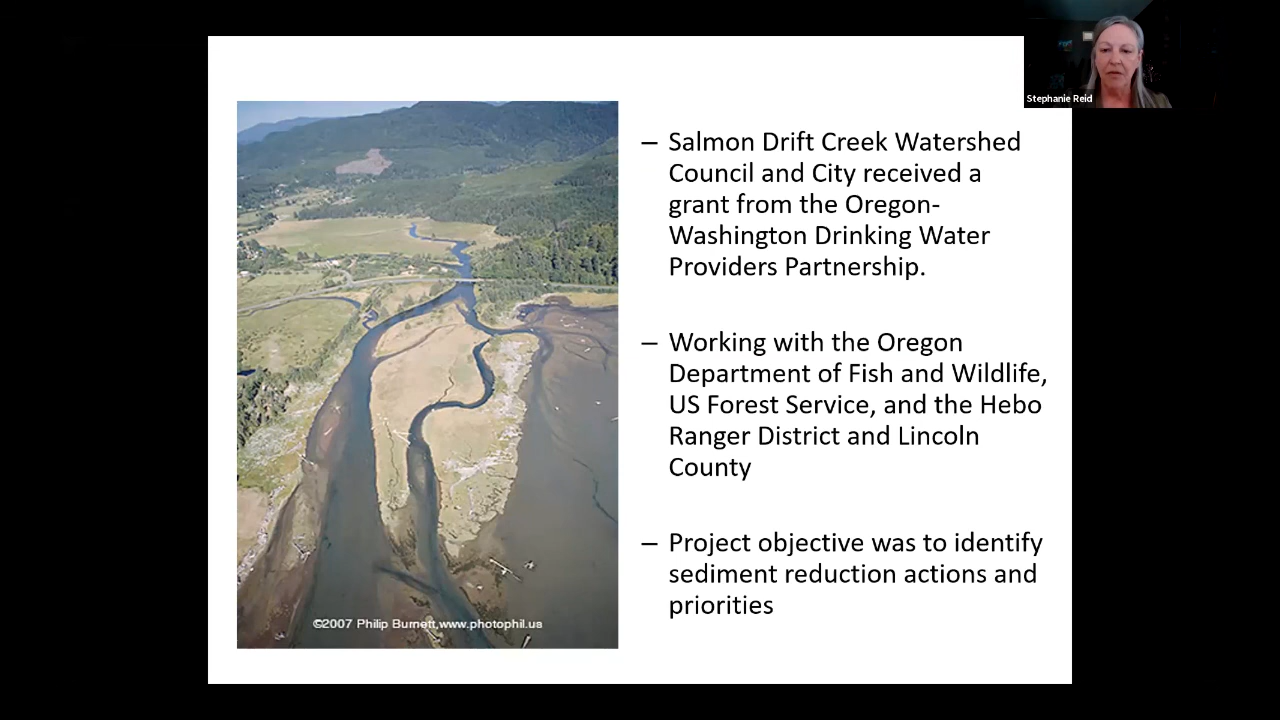 Stephanie Reid
– Salmon Drift Creek Watershed
Council and City received a
grant from the Oregon-
Washington Drinking Water
Providers Partnership.
– Working with the Oregon
Department of Fish and Wildlife,
US Forest Service, and the Hebo
Ranger District and Lincoln
County
– Project objective was to identify
sediment reduction actions and
priorities
©2007 Philip Burnett,www.photophil.us